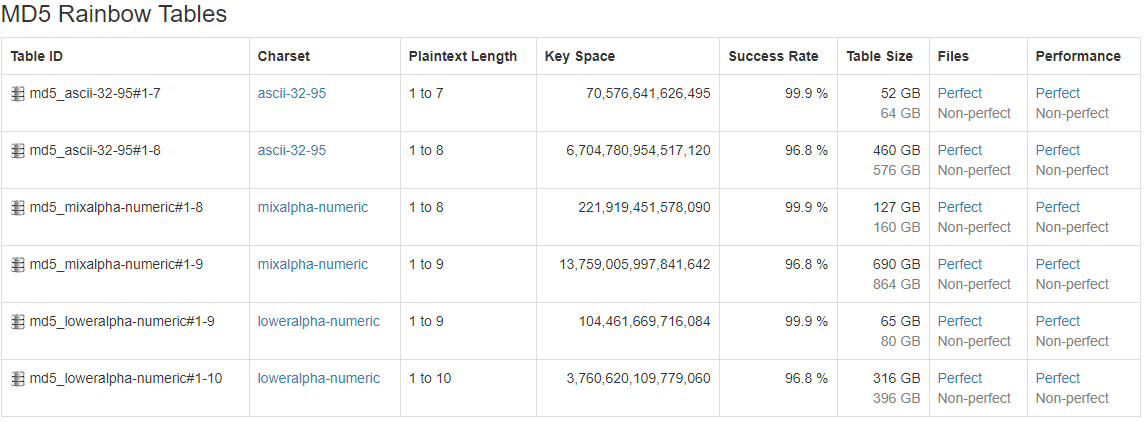 MD5 Rainbow Tables
Table ID Charset Plaintext Length Key Space Success Rate Table Size Files Performance
md5_ascii-32-95#1-7 ascii-32-95 1 to 7 70,576,641,626,495 99.9 % 52 GB Perfect Perfect
64 GB Non-perfect Non-perfect
md5_ascii-32-95#1-8 ascii-32-95 1 to 8 6,704,780,954,517,120 96.8 % 460 GB Perfect Perfect
576 GB Non-perfect Non-perfect
md5_mixalpha-numeric#1-8 mixalpha-numeric 1 to 8 221,919,451,578,090 99.9 % 127 GB Perfect Perfect
160 GB Non-perfect Non-perfect
md5_mixalpha-numeric#1-9 mixalpha-numeric 1 to 9 13,759,005,997,841,642 96.8 % 690 GB Perfect Perfect
864 GB Non-perfect Non-perfect
md5_loweralpha-numeric#1-9 loweralpha-numeric 1 to 9 104,461,669,716,084 99.9 % 65 GB Perfect Perfect
80 GB Non-perfect Non-perfect
md5_loweralpha-numeric#1-10 loweralpha-numeric 1 to 10 3,760,620,109,779,060 96.8 % 316 GB Perfect Perfect
396 GB Non-perfect Non-perfect